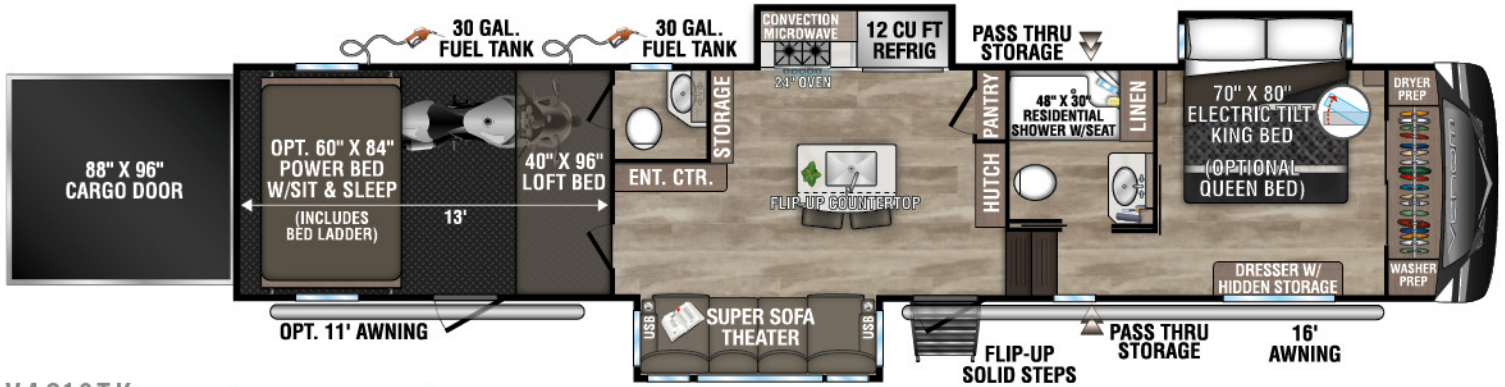 30 GAL.
FUEL TANK
30 GAL.
FUEL TANK
CONVECTION
MICROWAVE
24" OVEN
12 CU FT
REFRIG
PASS THRU
STORAGE
88" X 96"
CARGO DOOR
OPT. 60" X 84"
POWER BED
W/SIT & SLEEP
(INCLUDES
BED LADDER)
13'
40" X 96"
LOFT BED
STORAGE
ENT. CTR.
FLIP-UP COUNTERTOP
PANTRY
HUTCH
48" X 30"
RESIDENTIAL
SHOWER W/SEAT
LINEN
70" X 80"
ELECTRIC TILT
KING BED
(OPTIONAL
QUEEN BED)
DRYER
PREP
WASHER
PREP
VENOM
DRESSER W/
HIDDEN STORAGE
OPT. 11' AWNING
USB
SUPER SOFA
THEATER
USB
FLIP-UP
SOLID STEPS
PASS THRU
STORAGE
16'
AWNING